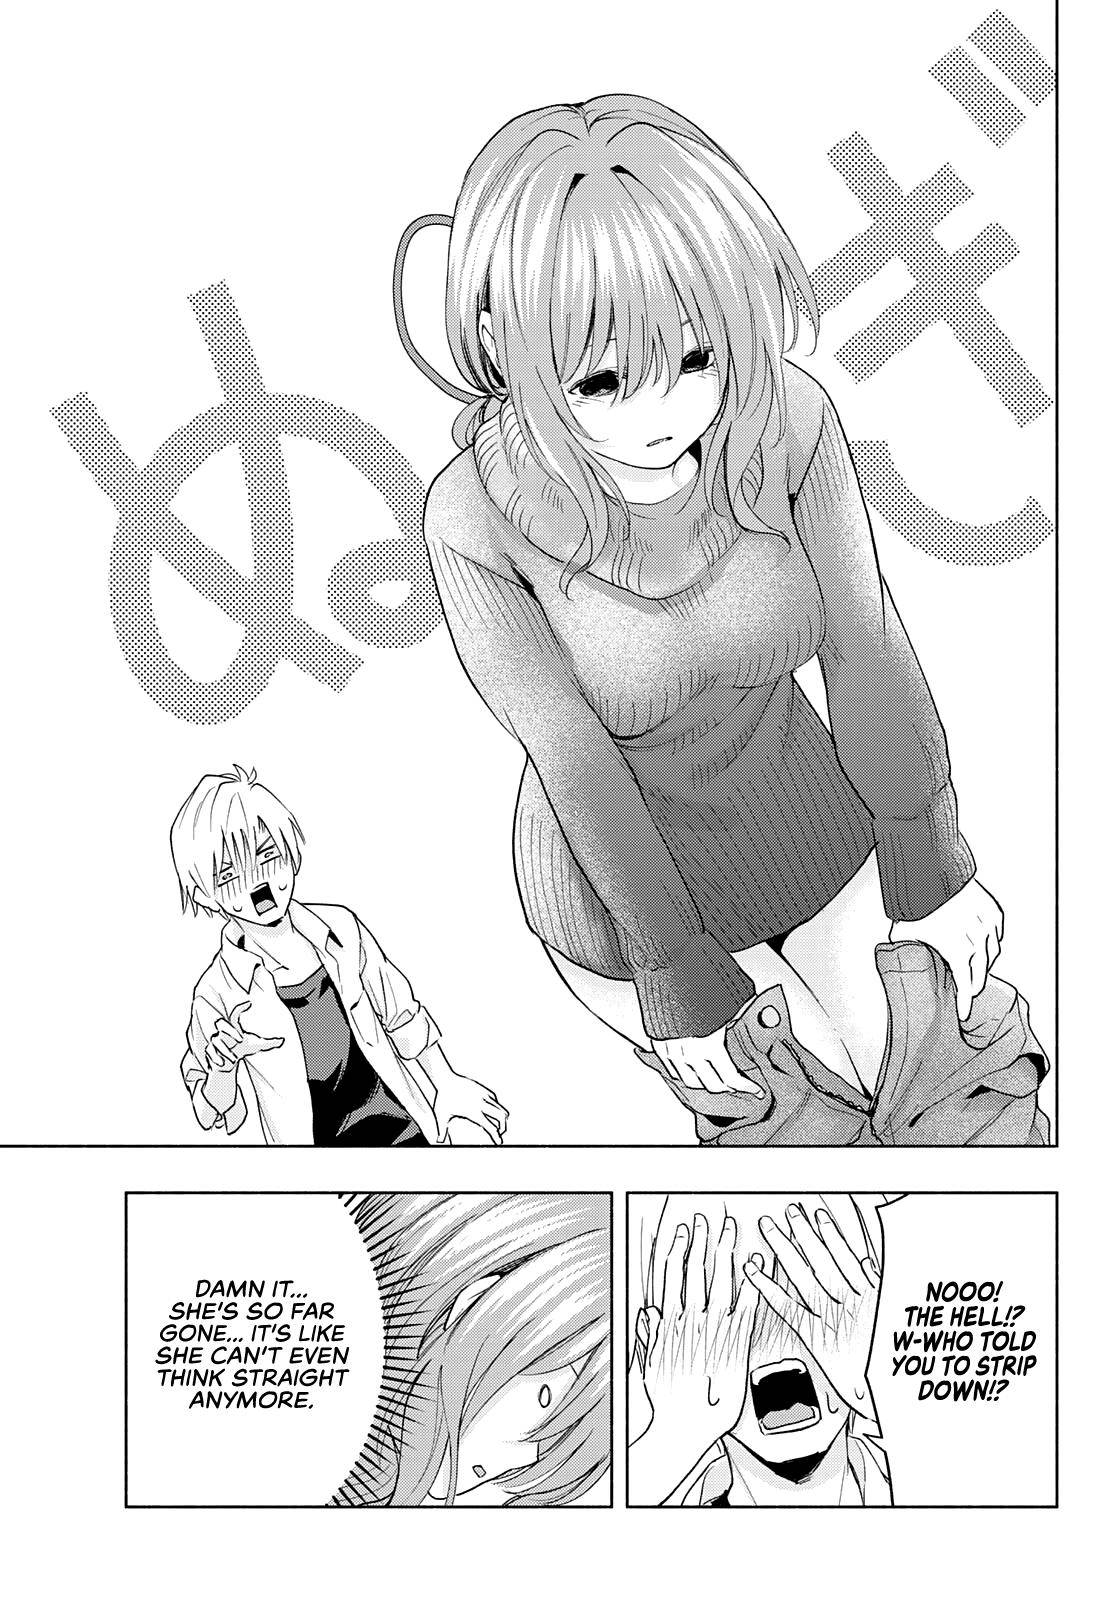 ぬぎ
NOOO!
THE HELL!?
W-WHO TOLD
YOU TO STRIP
DOWN!?
DAMN IT...
SHE'S SO FAR
GONE... IT'S LIKE
SHE CAN'T EVEN
THINK STRAIGHT
ANYMORE.